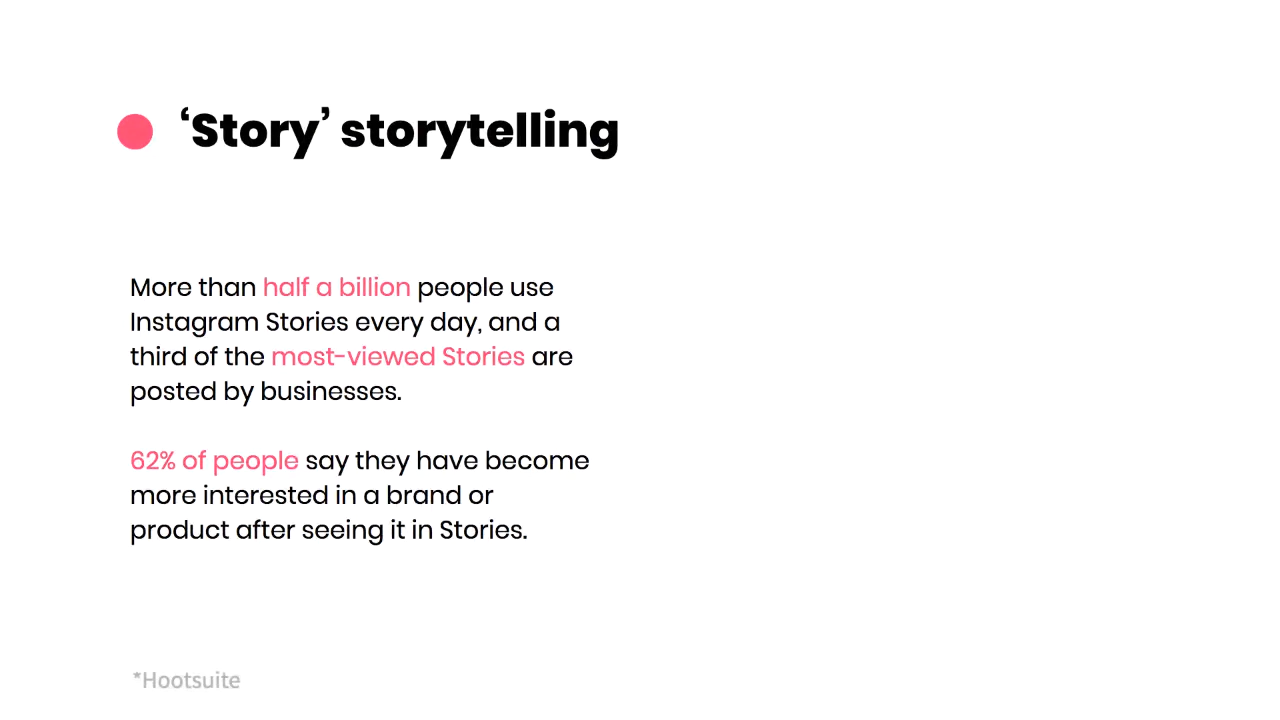 ‘Story’ storytelling
More than half a billion people use
Instagram Stories every day, and a
third of the most-viewed Stories are
posted by businesses.
62% of people say they have become
more interested in a brand or
product after seeing it in Stories.
*Hootsuite